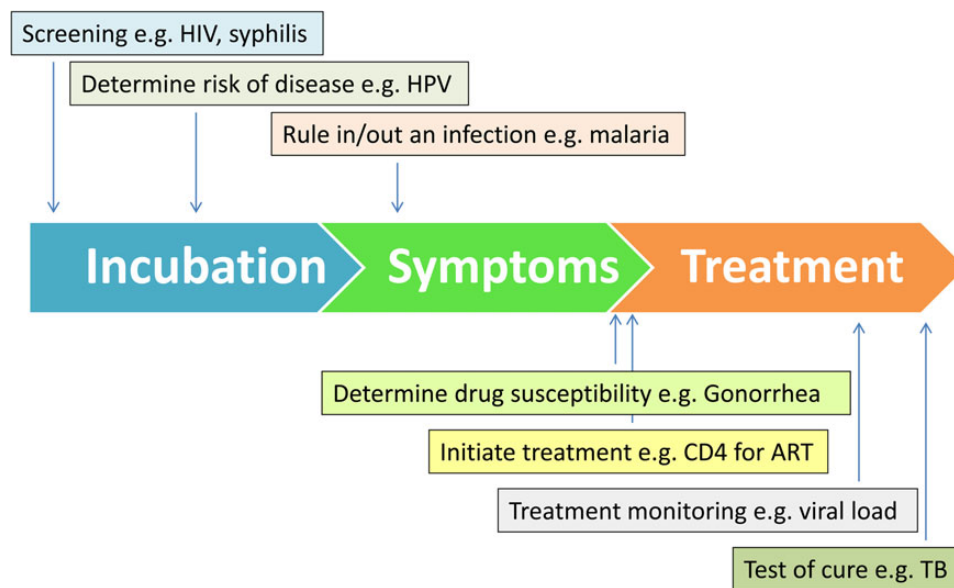 Screening e.g. HIV, syphilis
Determine risk of disease e.g. HPV
Rule in/out an infection e.g. malaria
Incubation
Symptoms
Treatment
Determine drug susceptibility e.g. Gonorrhea
Initiate treatment e.g. CD4 for ART
Treatment monitoring e.g. viral load
Test of cure e.g. TB